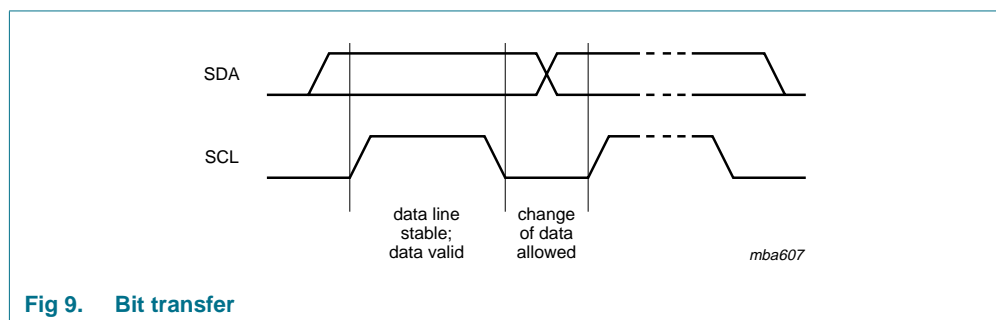 SDA
SCL
data line
stable;
data valid
change
of data
allowed
mba607
Fig 9. Bit transfer